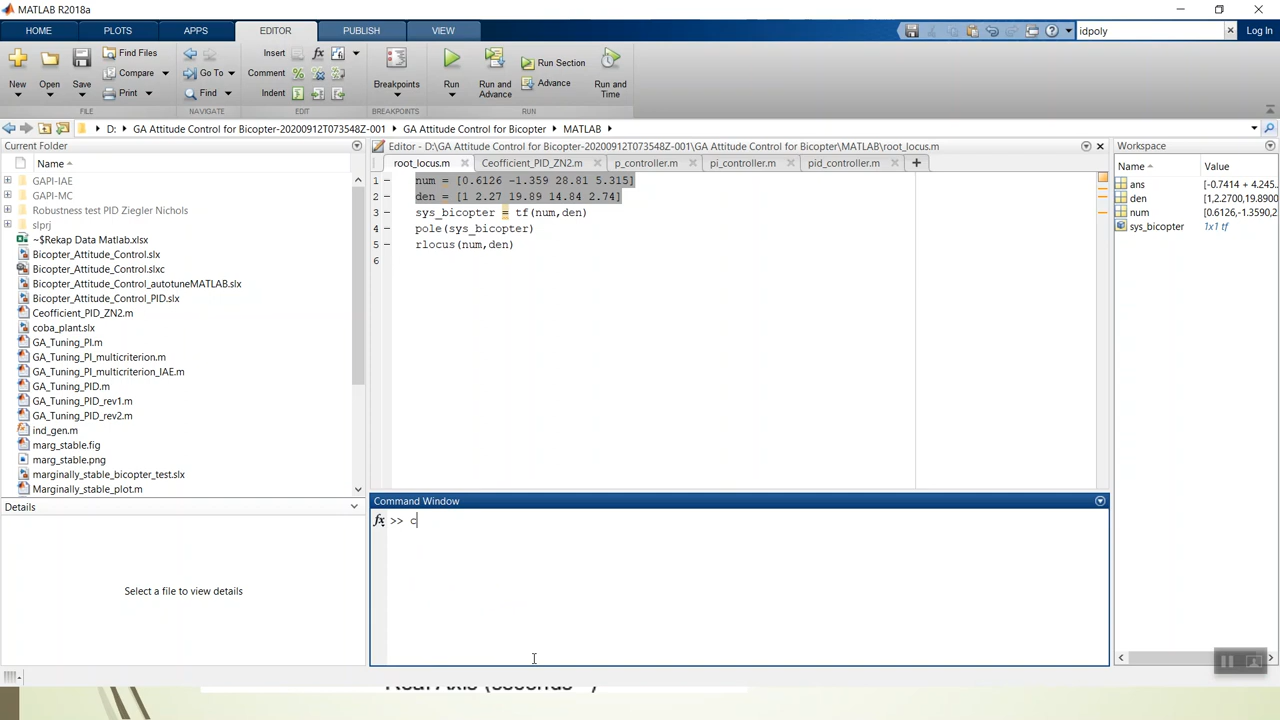 MATLAB R2018a
HOME PLOTS APPS EDITOR PUBLISH VIEW idpoly Log In
New Open Save Find Files Compare Print Go To Find Insert Comment Indent Breakpoints Run Run and Advance Run Section Advance Run and Time
FILE NAVIGATE EDIT BREAKPOINTS RUN
D: GA Attitude Control for Bicopter-20200912T073548Z-001 GA Attitude Control for Bicopter MATLAB
Current Folder
Name
GAPI-IAE
GAPI-MC
Robustness test PID Ziegler Nichols
slprj
~$Rekap Data Matlab.xlsx
Bicopter_Attitude_Control.slx
Bicopter_Attitude_Control.slxc
Bicopter_Attitude_Control_autotuneMATLAB.slx
Bicopter_Attitude_Control_PID.slx
Ceofficient_PID_ZN2.m
coba_plant.slx
GA_Tuning_PI.m
GA_Tuning_PI_multicriterion.m
GA_Tuning_PI_multicriterion_IAE.m
GA_Tuning_PID.m
GA_Tuning_PID_rev1.m
GA_Tuning_PID_rev2.m
ind_gen.m
marg_stable.fig
marg_stable.png
marginally_stable_bicopter_test.slx
Marginally_stable_plot.m
Details
Select a file to view details
Editor - D:\GA Attitude Control for Bicopter-20200912T073548Z-001\GA Attitude Control for Bicopter\MATLAB\root_locus.m
root_locus.m Ceofficient_PID_ZN2.m p_controller.m pi_controller.m pid_controller.m
1 num = [0.6126 -1.359 28.81 5.315]
2 den = [1 2.27 19.89 14.84 2.74]
3 sys_bicopter = tf(num,den)
4 pole(sys_bicopter)
5 rlocus(num,den)
6
Command Window
fx >> c
Workspace
Name Value
ans [-0.7414 + 4.245...
den [1,2.2700,19.8900
num [0.6126,-1.3590,2
sys_bicopter 1x1 tf